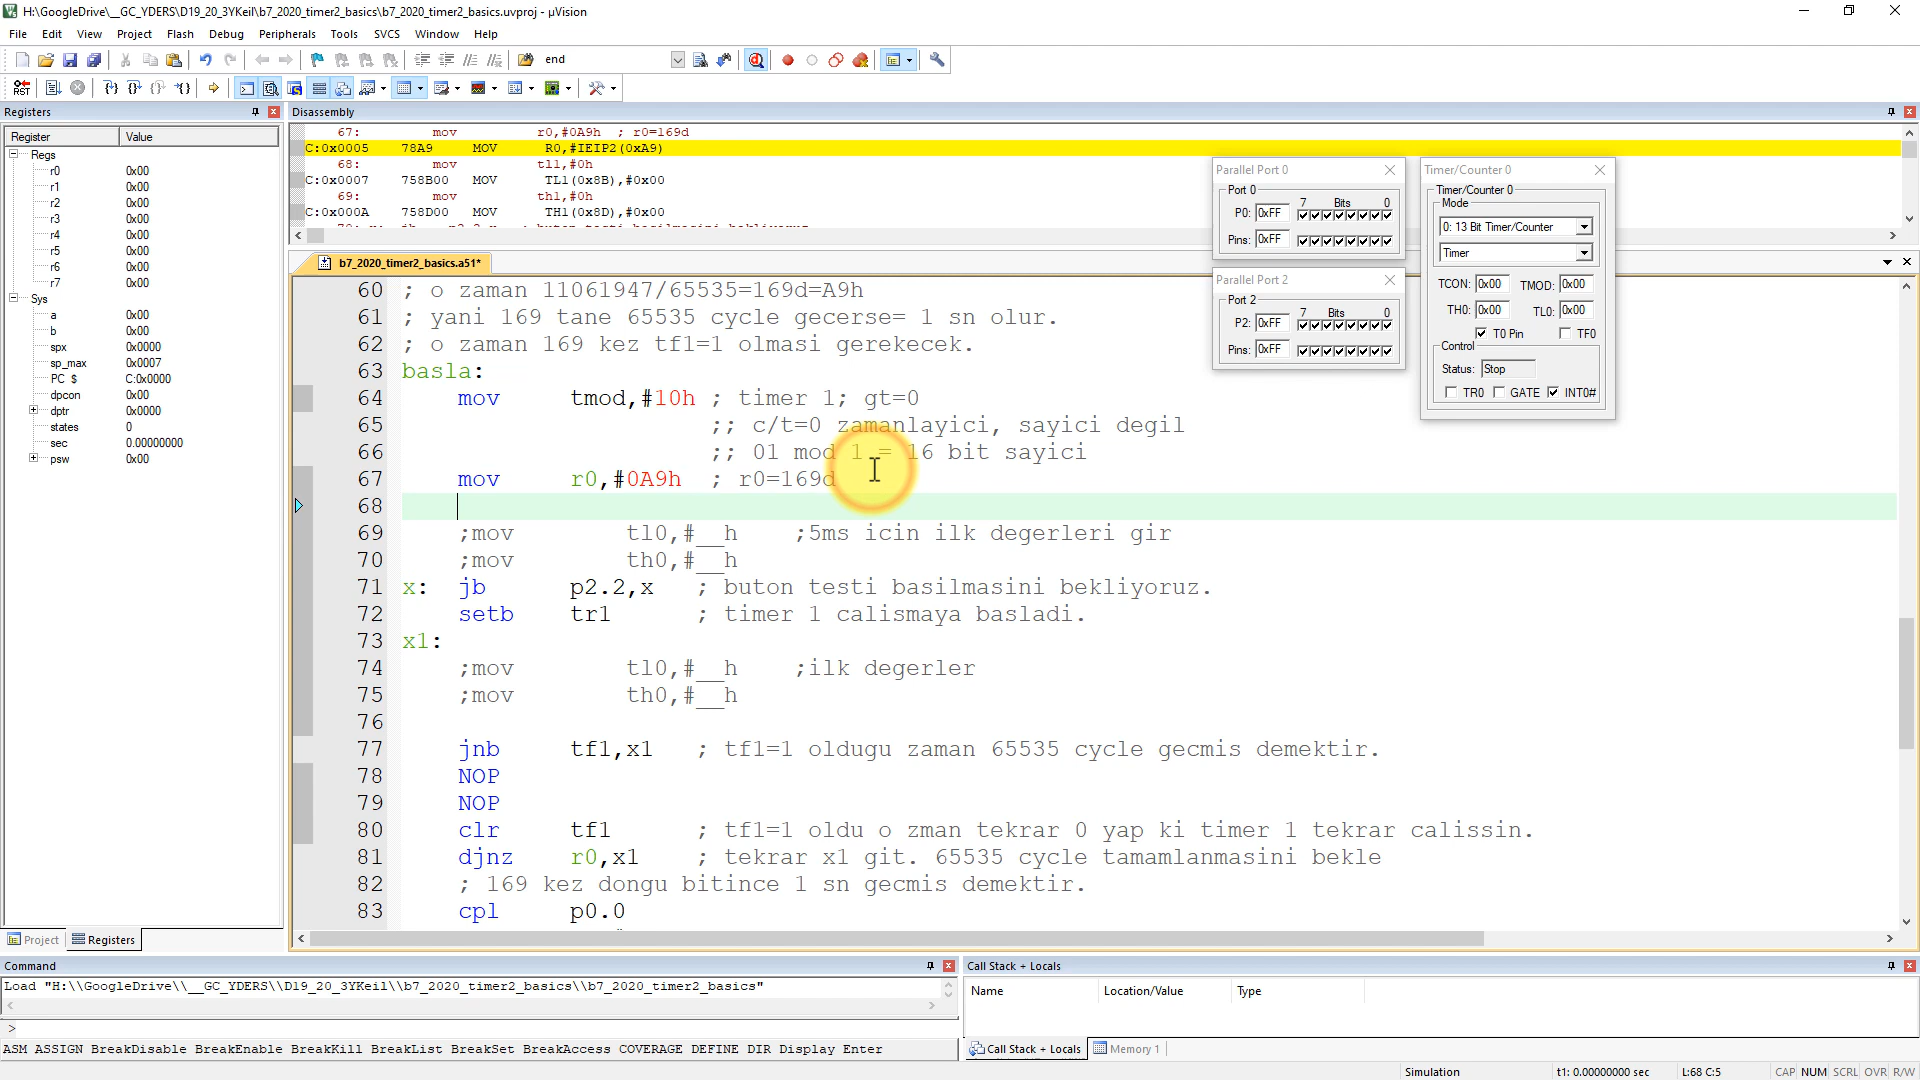 H:\GoogleDrive\__GC_YDERS\D19_20_3YKeil\b7_2020_timer2_basics\b7_2020_timer2_basics.uvproj - µVision
File Edit View Project Flash Debug Peripherals Tools SVCS Window Help
end
Registers
Register Value
Regs
r0 0x00
r1 0x00
r2 0x00
r3 0x00
r4 0x00
r5 0x00
r6 0x00
r7 0x00
Sys
a 0x00
b 0x00
spx 0x0000
sp_max 0x0007
PC $ C:0x0000
dpcon 0x00
dptr 0x0000
states 0
sec 0.00000000
psw 0x00
Project Registers
Disassembly
67: mov r0,#0A9h ; r0=169d
C:0x0005 78A9 MOV R0,#IEIP2(0xA9)
68: mov tl1,#0h
C:0x0007 758B00 MOV TL1(0x8B),#0x00
69: mov th1,#0h
C:0x000A 758D00 MOV TH1(0x8D),#0x00
70: x: jb p2.2,x ; buton testi basilmasini bekliyoruz
Parallel Port 0
Port 0
P0: 0xFF 7 Bits 0
Pins: 0xFF
Parallel Port 2
Port 2
P2: 0xFF 7 Bits 0
Pins: 0xFF
Timer/Counter 0
Timer/Counter 0
Mode
0: 13 Bit Timer/Counter
Timer
TCON: 0x00 TMOD: 0x00
TH0: 0x00 TL0: 0x00
T0 Pin TF0
Control
Status: Stop
TR0 GATE INT0#
b7_2020_timer2_basics.a51*
60 ; o zaman 11061947/65535=169d=A9h
61 ; yani 169 tane 65535 cycle gecerse= 1 sn olur.
62 ; o zaman 169 kez tf1=1 olmasi gerekecek.
63 basla:
64 mov tmod,#10h ; timer 1; gt=0
65 ;; c/t=0 zamanlayici, sayici degil
66 ;; 01 mod 1 = 16 bit sayici
67 mov r0,#0A9h ; r0=169d
68
69 ;mov tl0,#__h ;5ms icin ilk degerleri gir
70 ;mov th0,#__h
71 x: jb p2.2,x ; buton testi basilmasini bekliyoruz.
72 setb tr1 ; timer 1 calismaya basladi.
73 x1:
74 ;mov tl0,#__h ;ilk degerler
75 ;mov th0,#__h
76
77 jnb tf1,x1 ; tf1=1 oldugu zaman 65535 cycle gecmis demektir.
78 NOP
79 NOP
80 clr tf1 ; tf1=1 oldu o zman tekrar 0 yap ki timer 1 tekrar calissin.
81 djnz r0,x1 ; tekrar x1 git. 65535 cycle tamamlanmasini bekle
82 ; 169 kez dongu bitince 1 sn gecmis demektir.
83 cpl p0.0
Command
Load "H:\\GoogleDrive\\__GC_YDERS\\D19_20_3YKeil\\b7_2020_timer2_basics\\b7_2020_timer2_basics"
>
ASM ASSIGN BreakDisable BreakEnable BreakKill BreakList BreakSet BreakAccess COVERAGE DEFINE DIR Display Enter
Call Stack + Locals
Name Location/Value Type
Call Stack + Locals Memory 1
Simulation t1: 0.00000000 sec L:68 C:5 CAP NUM SCRL OVR R/W